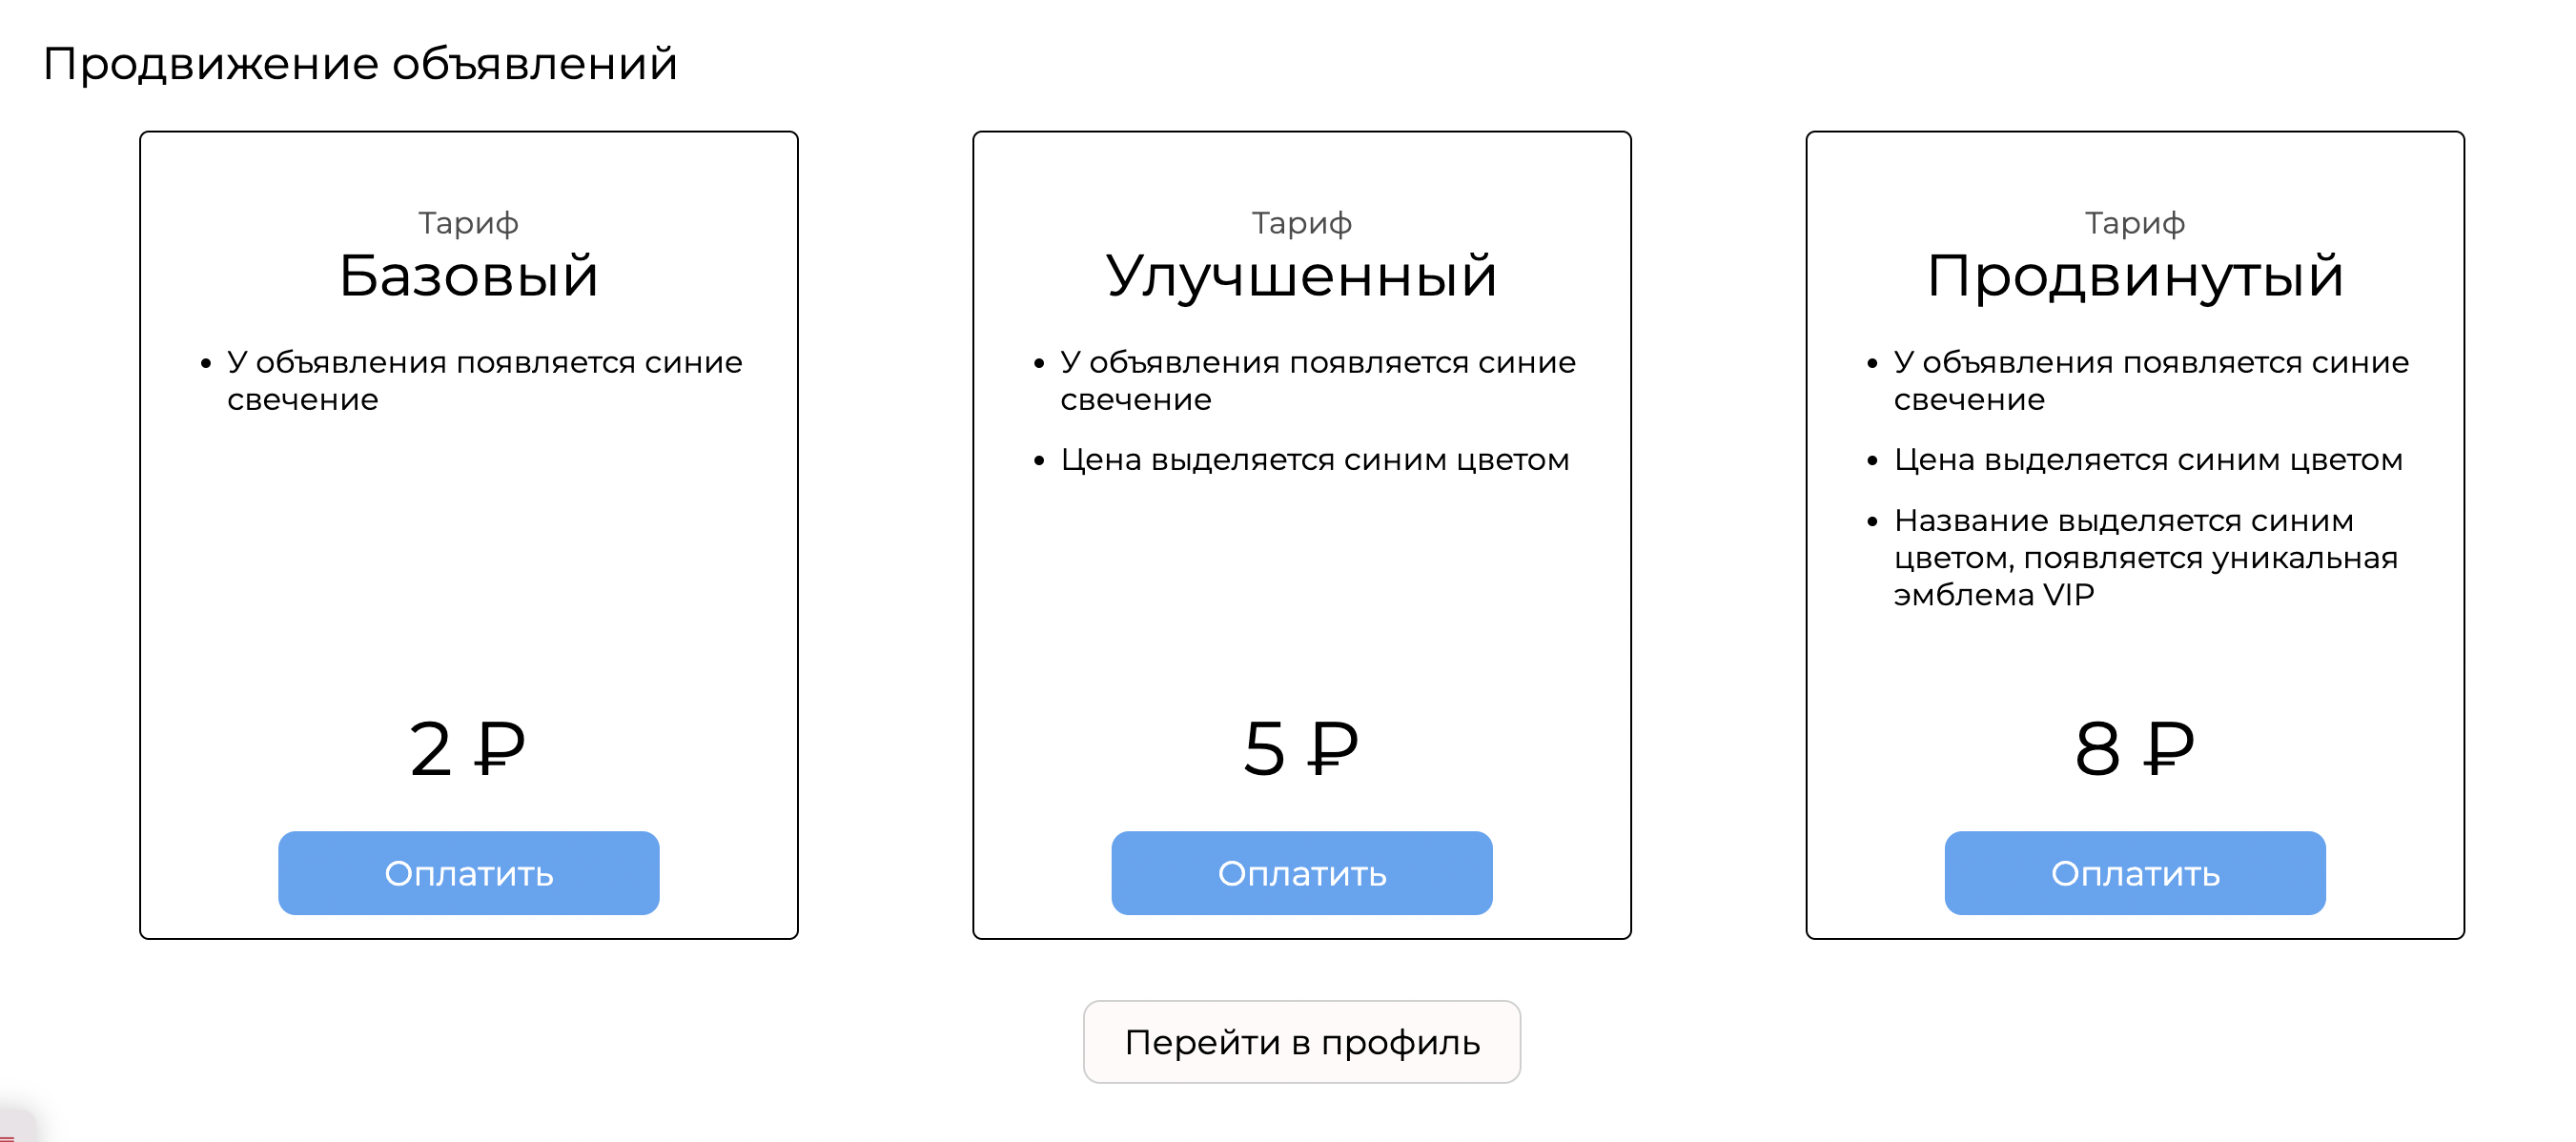 Продвижение объявлений
Тариф
Базовый
• У объявления появляется синие
свечение
2 ₽
Оплатить
Тариф
Улучшенный
• У объявления появляется синие
свечение
• Цена выделяется синим цветом
5 ₽
Оплатить
Тариф
Продвинутый
• У объявления появляется синие
свечение
• Цена выделяется синим цветом
• Название выделяется синим
цветом, появляется уникальная
эмблема VIP
8 ₽
Оплатить
Перейти в профиль